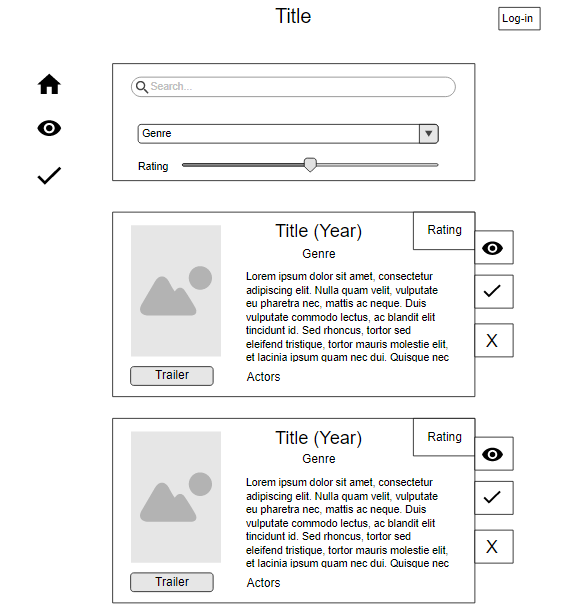 Title
Log-in
Search...
Genre
Rating
Title (Year)
Rating
Genre
Lorem ipsum dolor sit amet, consectetur
adipiscing elit. Nulla quam velit, vulputate
eu pharetra nec, mattis ac neque. Duis
vulputate commodo lectus, ac blandit elit
tincidunt id. Sed rhoncus, tortor sed
eleifend tristique, tortor mauris molestie elit,
et lacinia ipsum quam nec dui. Quisque nec
X
Trailer
Actors
Title (Year)
Rating
Genre
Lorem ipsum dolor sit amet, consectetur
adipiscing elit. Nulla quam velit, vulputate
eu pharetra nec, mattis ac neque. Duis
vulputate commodo lectus, ac blandit elit
tincidunt id. Sed rhoncus, tortor sed
eleifend tristique, tortor mauris molestie elit,
et lacinia ipsum quam nec dui. Quisque nec
X
Trailer
Actors